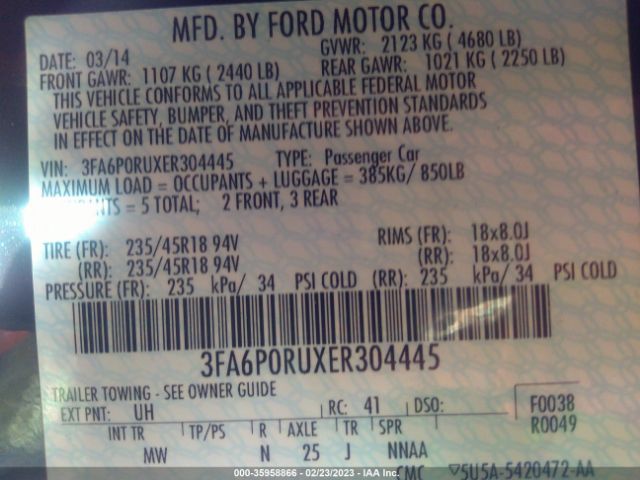 MFD. BY FORD MOTOR CO.
DATE: 03/14 GVWR: 2123 KG ( 4680 LB)
FRONT GAWR: 1107 KG ( 2440 LB) REAR GAWR: 1021 KG ( 2250 LB)
THIS VEHICLE CONFORMS TO ALL APPLICABLE FEDERAL MOTOR
VEHICLE SAFETY, BUMPER, AND THEFT PREVENTION STANDARDS
IN EFFECT ON THE DATE OF MANUFACTURE SHOWN ABOVE.
VIN: 3FA6P0RUXER304445 TYPE: Passenger Car
MAXIMUM LOAD = OCCUPANTS + LUGGAGE = 385KG/ 850LB
= 5 TOTAL; 2 FRONT, 3 REAR
TIRE (FR): 235/45R18 94V RIMS (FR): 18x8.0J
(RR): 235/45R18 94V (RR): 18x8.0J
PRESSURE (FR): 235 kPa/ 34 PSI COLD (RR): 235 kPa/ 34 PSI COLD
3FA6P0RUXER304445
TRAILER TOWING - SEE OWNER GUIDE
EXT PNT: UH RC: 41 DSO: F0038
R0049
INT TR TP/PS R AXLE TR SPR
MW N 25 J NNAA
CMC ▽5U5A-5420472-AA
000-35958866 - 02/23/2023 - IAA Inc.